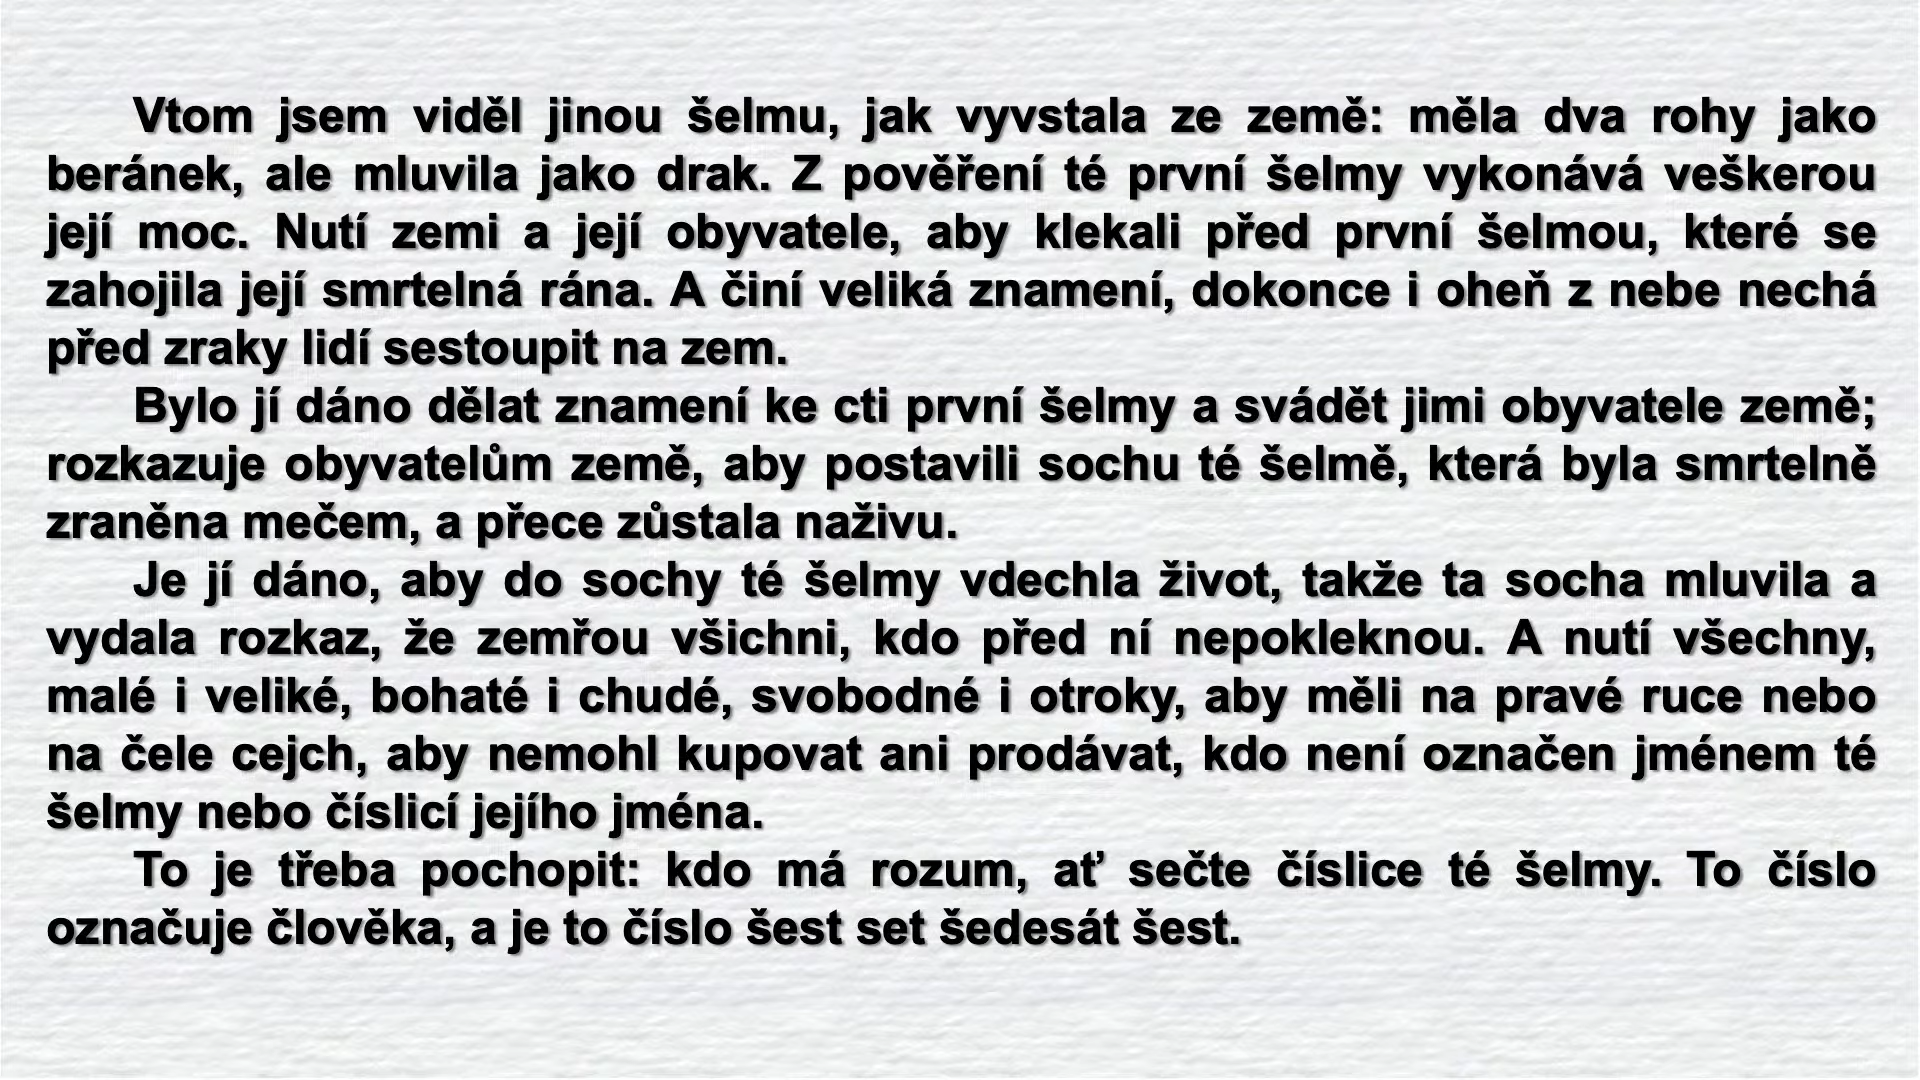 Vtom jsem viděl jinou šelmu, jak vyvstala ze země: měla dva rohy jako
beránek, ale mluvila jako drak. Z pověření té první šelmy vykonává veškerou
její moc. Nutí zemi a její obyvatele, aby klekali před první šelmou, které se
zahojila její smrtelná rána. A činí veliká znamení, dokonce i oheň z nebe nechá
před zraky lidí sestoupit na zem.
Bylo jí dáno dělat znamení ke cti první šelmy a svádět jimi obyvatele země;
rozkazuje obyvatelům země, aby postavili sochu té šelmě, která byla smrtelně
zraněna mečem, a přece zůstala naživu.
Je jí dáno, aby do sochy té šelmy vdechla život, takže ta socha mluvila a
vydala rozkaz, že zemřou všichni, kdo před ní nepokleknou. A nutí všechny,
malé i veliké, bohaté i chudé, svobodné i otroky, aby měli na pravé ruce nebo
na čele cejch, aby nemohl kupovat ani prodávat, kdo není označen jménem té
šelmy nebo číslicí jejího jména.
To je třeba pochopit: kdo má rozum, ať sečte číslice té šelmy. To číslo
označuje člověka, a je to číslo šest set šedesát šest.